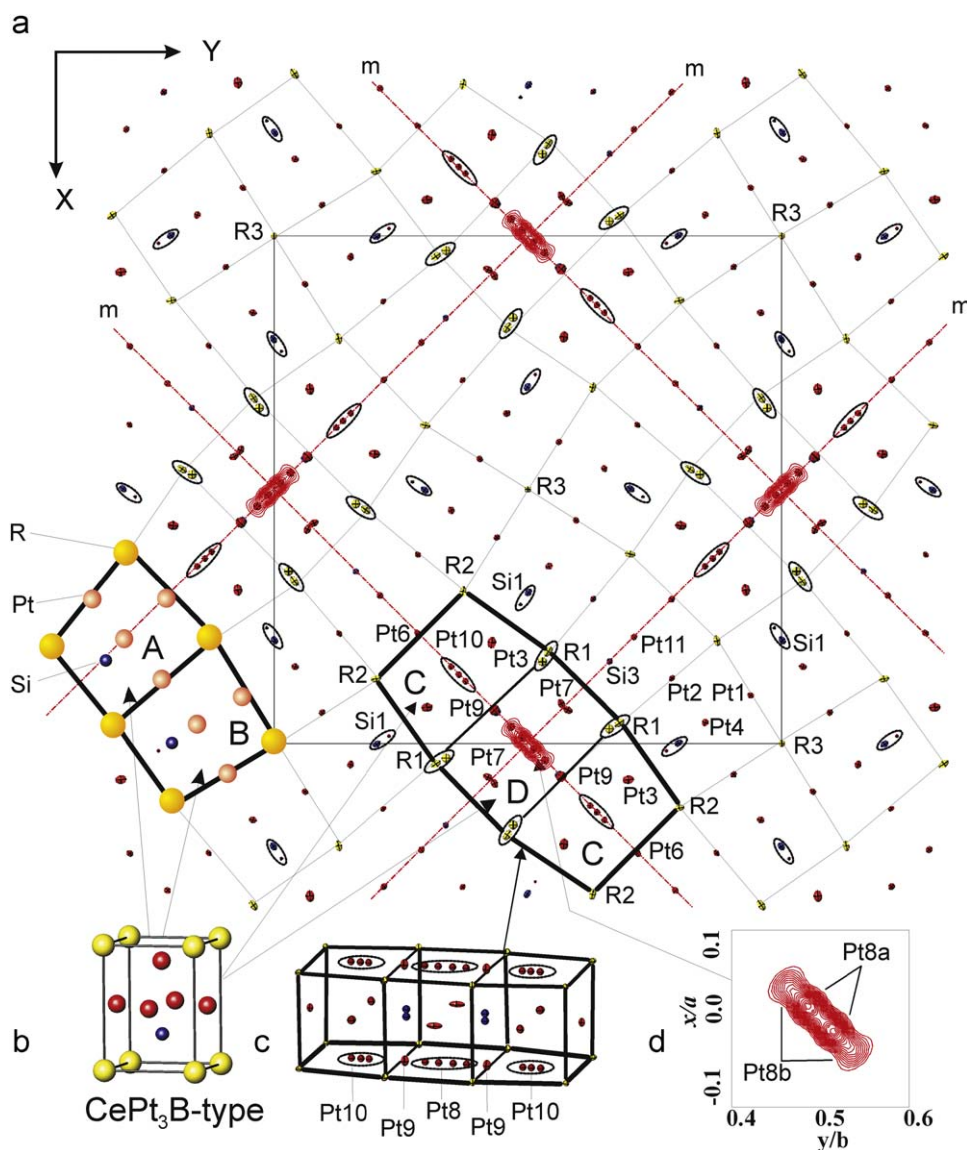 a
Y
X
m
m
R3
R3
m
m
R
Pt
Si
A
B
R3
R2
Si1
Pt6
Pt10
Pt3
R1
Pt11
Si3
Pt7
R2
C
Pt9
Si1
R1
Pt7
D
R1
Pt2
Pt1
Pt4
Si1
R3
Pt9
Pt3
R2
C
Pt6
R2
b
CePt3B-type
c
Pt10
Pt9
Pt8
Pt9
Pt10
d
0.1
0.0
-0.1
x/a
Pt8a
Pt8b
0.4
0.5
0.6
y/b